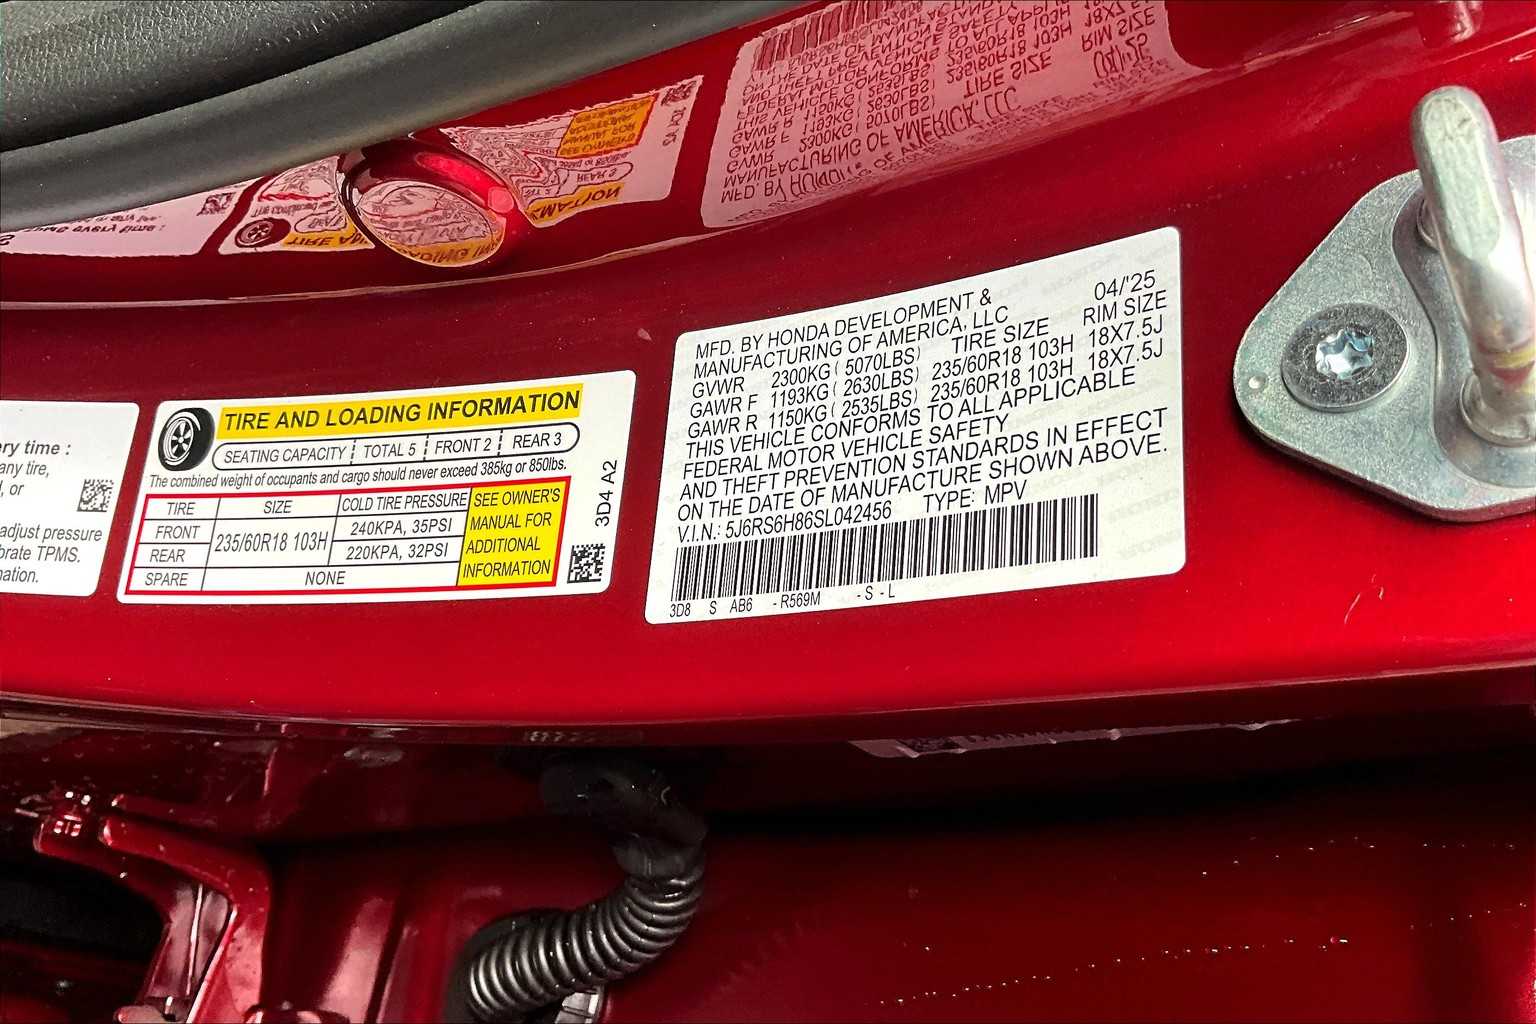 ery time :
any tire,
l, or
adjust pressure
brate TPMS.
nation.
TIRE AND LOADING INFORMATION
SEATING CAPACITY TOTAL 5 FRONT 2 REAR 3
The combined weight of occupants and cargo should never exceed 385kg or 850lbs.
TIRE SIZE COLD TIRE PRESSURE
FRONT 235/60R18 103H 240KPA, 35PSI
REAR 220KPA, 32PSI
SPARE NONE
SEE OWNER'S
MANUAL FOR
ADDITIONAL
INFORMATION
3D4 A2
MFD. BY HONDA DEVELOPMENT & 04/'25
MANUFACTURING OF AMERICA, LLC RIM SIZE
GVWR 2300KG ( 5070LBS) TIRE SIZE
GAWR F 1193KG ( 2630LBS) 235/60R18 103H 18X7.5J
GAWR R 1150KG ( 2535LBS) 235/60R18 103H 18X7.5J
THIS VEHICLE CONFORMS TO ALL APPLICABLE
FEDERAL MOTOR VEHICLE SAFETY
AND THEFT PREVENTION STANDARDS IN EFFECT
ON THE DATE OF MANUFACTURE SHOWN ABOVE.
V.I.N.: 5J6RS6H86SL042456 TYPE: MPV
3D8 S AB6 -R569M -S -L